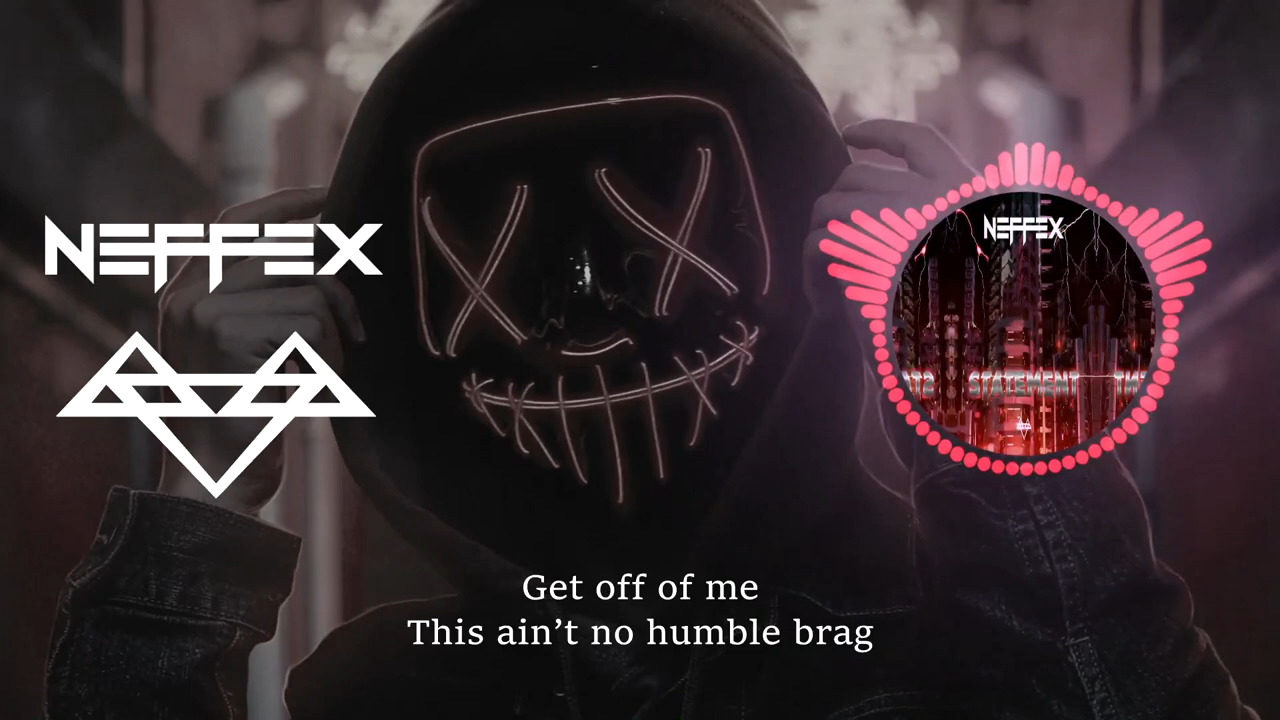 NEFFEX
NEFFEX
STATEMENT
Get off of me
This ain’t no humble brag